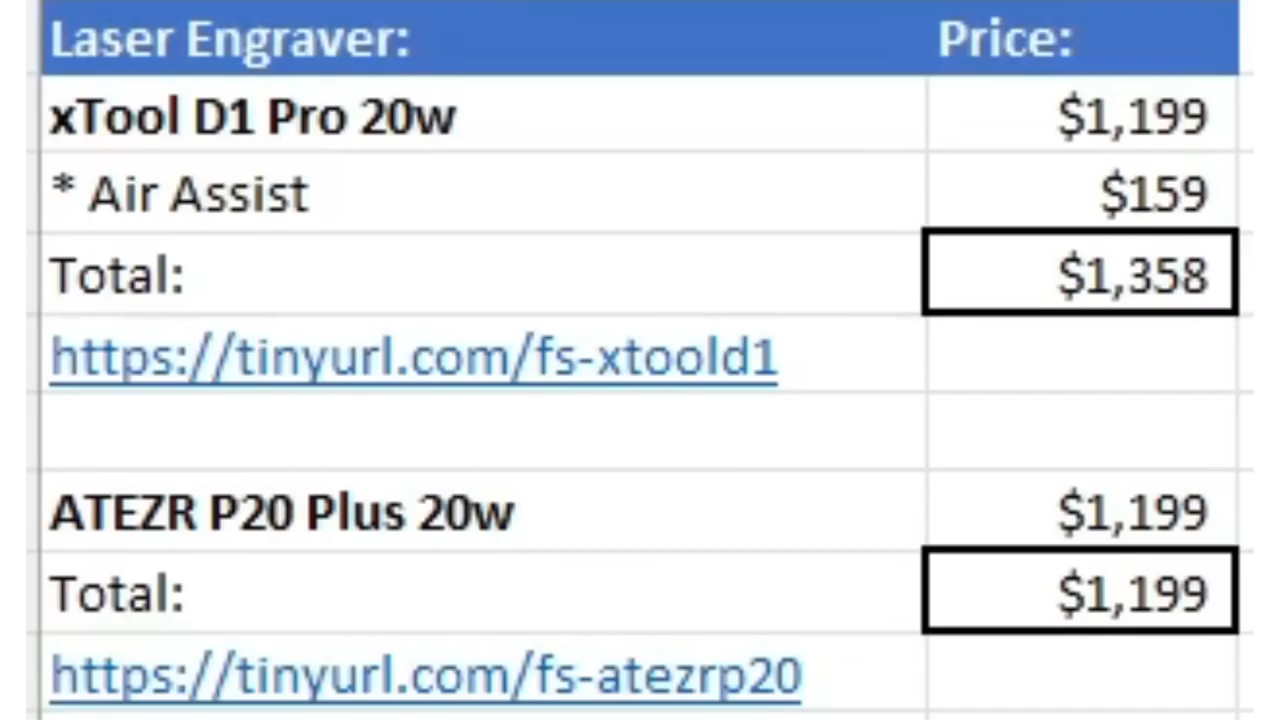 Laser Engraver: Price:
xTool D1 Pro 20w $1,199
* Air Assist $159
Total: $1,358
https://tinyurl.com/fs-xtoold1
ATEZR P20 Plus 20w $1,199
Total: $1,199
https://tinyurl.com/fs-atezrp20